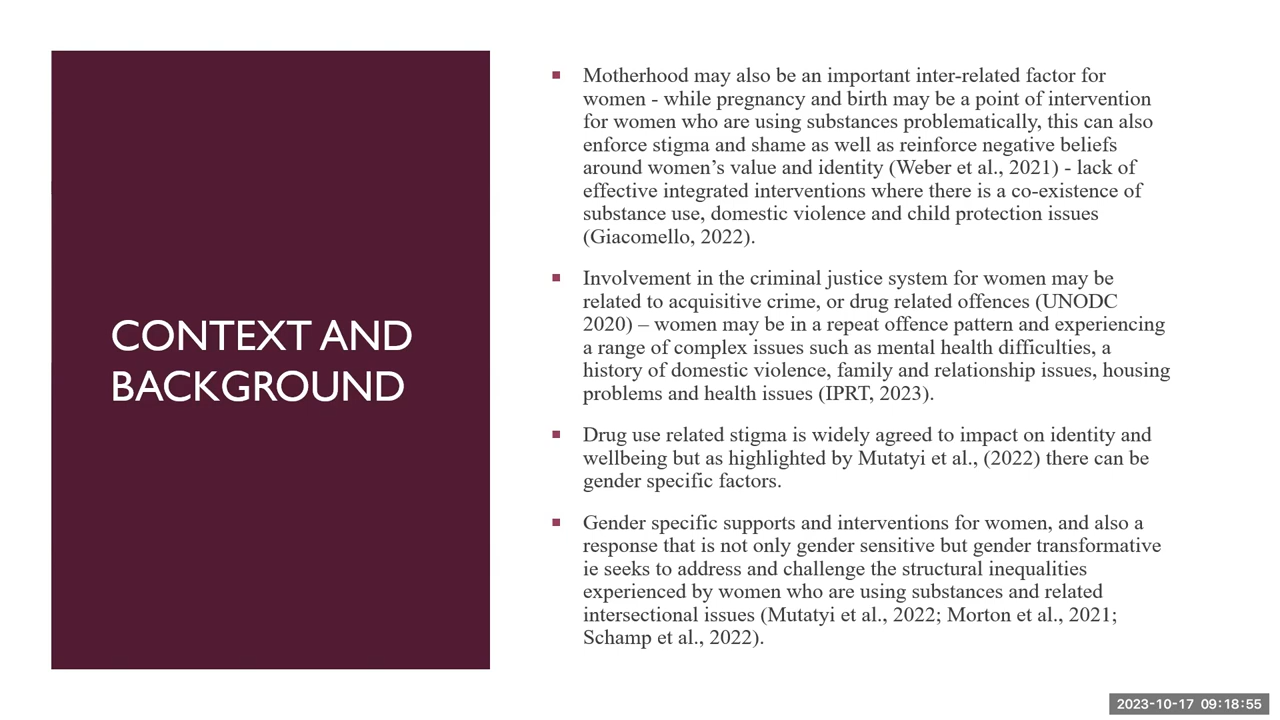 CONTEXT AND
BACKGROUND
▪ Motherhood may also be an important inter-related factor for
women - while pregnancy and birth may be a point of intervention
for women who are using substances problematically, this can also
enforce stigma and shame as well as reinforce negative beliefs
around women’s value and identity (Weber et al., 2021) - lack of
effective integrated interventions where there is a co-existence of
substance use, domestic violence and child protection issues
(Giacomello, 2022).
▪ Involvement in the criminal justice system for women may be
related to acquisitive crime, or drug related offences (UNODC
2020) – women may be in a repeat offence pattern and experiencing
a range of complex issues such as mental health difficulties, a
history of domestic violence, family and relationship issues, housing
problems and health issues (IPRT, 2023).
▪ Drug use related stigma is widely agreed to impact on identity and
wellbeing but as highlighted by Mutatyi et al., (2022) there can be
gender specific factors.
▪ Gender specific supports and interventions for women, and also a
response that is not only gender sensitive but gender transformative
ie seeks to address and challenge the structural inequalities
experienced by women who are using substances and related
intersectional issues (Mutatyi et al., 2022; Morton et al., 2021;
Schamp et al., 2022).
2023-10-17 09:18:55